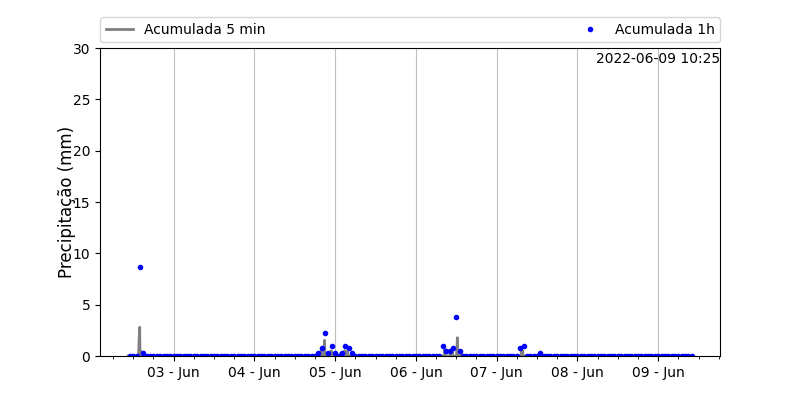 Acumulada 5 min
Acumulada 1h
2022-06-09 10:25
Precipitação (mm)
30
25
20
15
10
5
0
03 - Jun
04 - Jun
05 - Jun
06 - Jun
07 - Jun
08 - Jun
09 - Jun